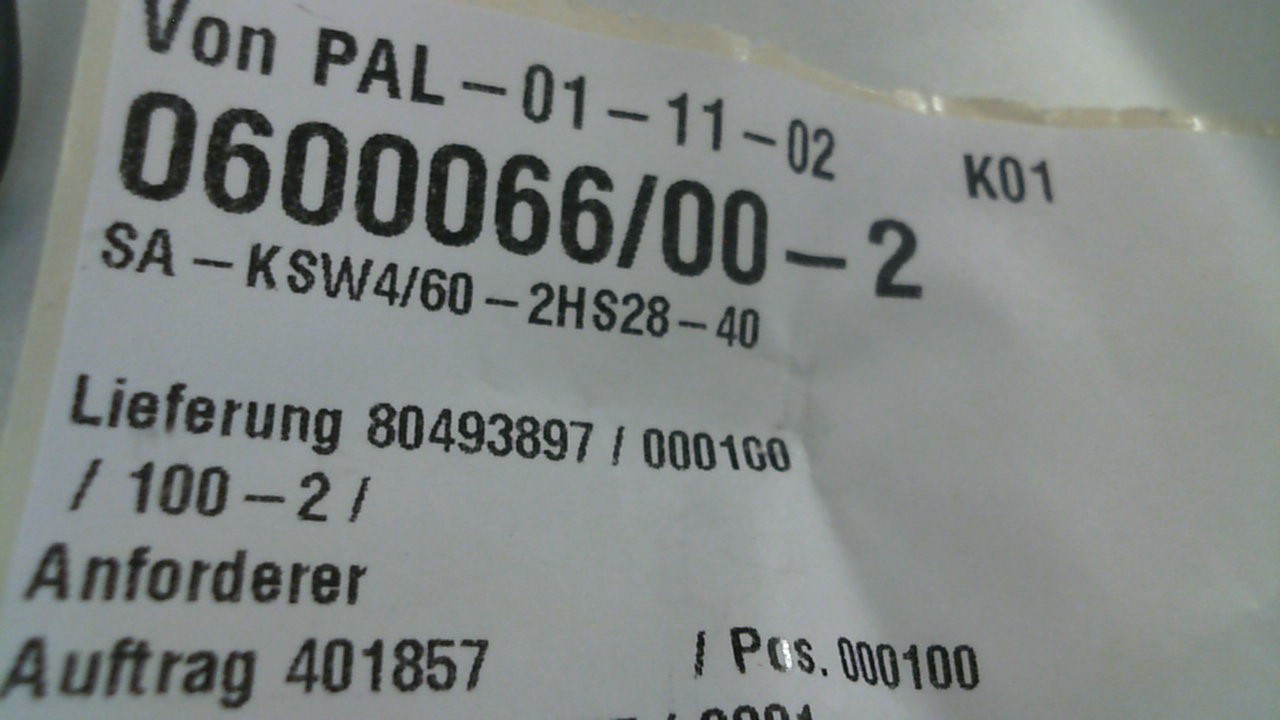 Von PAL-01-11-02 K01
0600066/00-2
SA-KSW4/60-2HS28-40
Lieferung 80493897 / 000100
/ 100-2 /
Anforderer
Auftrag 401857 / Pos. 000100